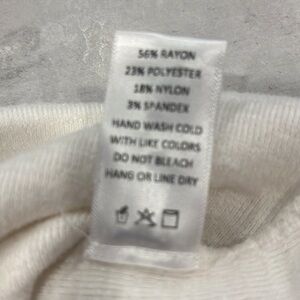 56% RAYON
23% POLYESTER
18% NYLON
3% SPANDEX
HAND WASH COLD
WITH LIKE COLORS
DO NOT BLEACH
HANG OR LINE DRY